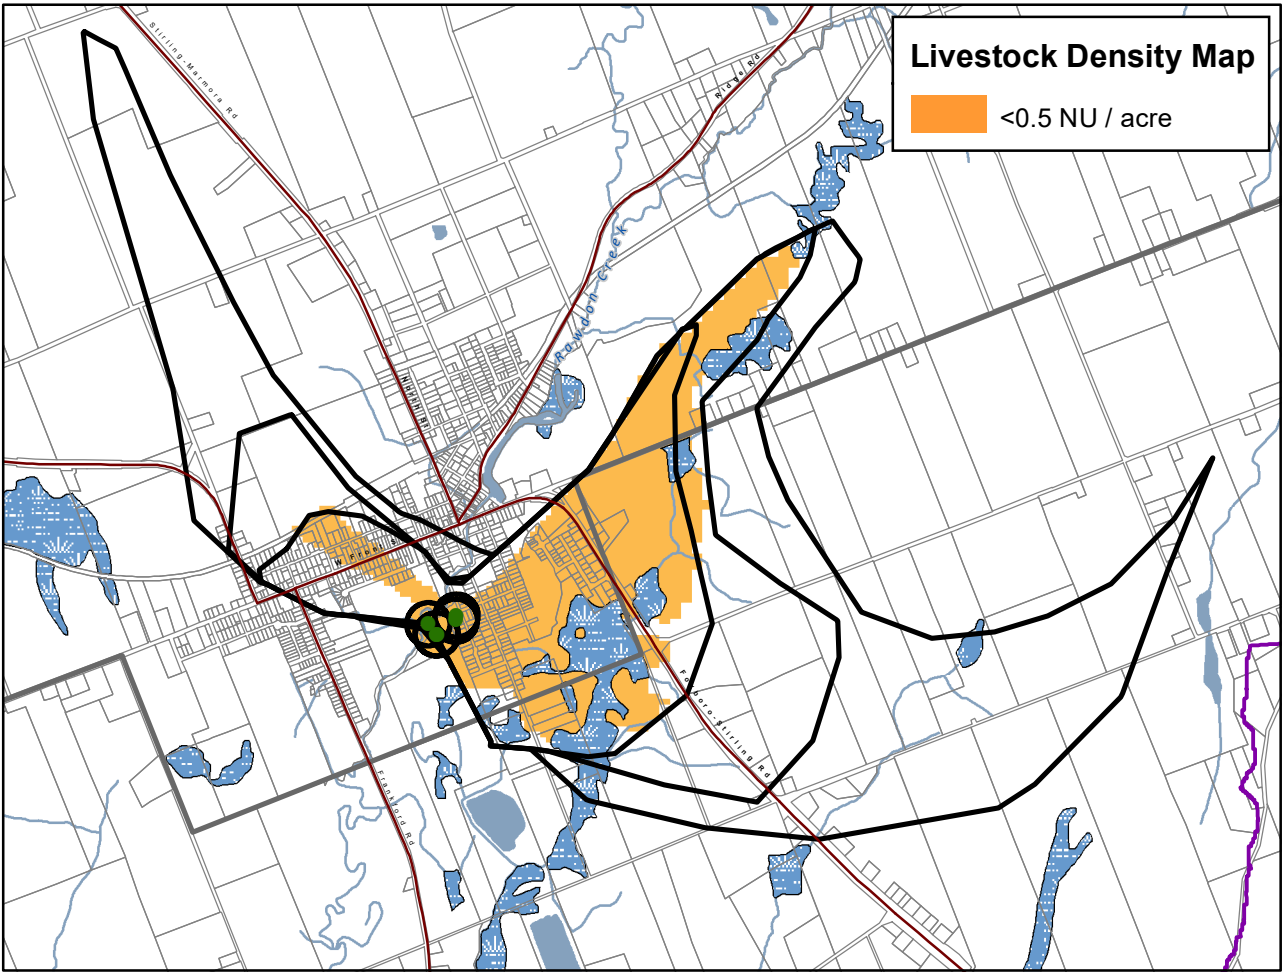 Livestock Density Map
<0.5 NU / acre
Stirling-Marmora Rd
Ridge Rd
Rawdon Creek
W Front St
Foxboro-Stirling Rd
Frankford Rd